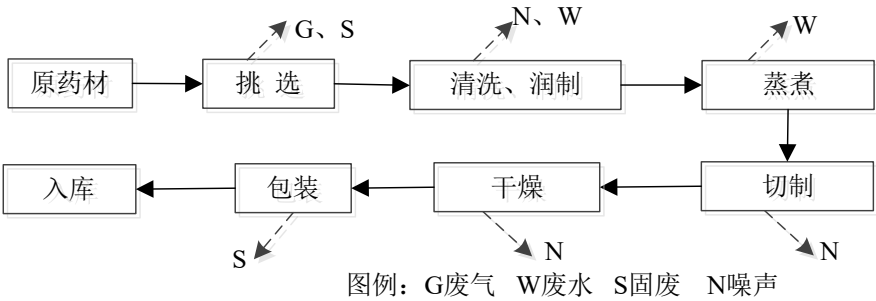 G、S
N、W
W
原药材
挑 选
清洗、润制
蒸煮
入库
包装
干燥
切制
S
N
N
图例：G废气 W废水 S固废 N噪声